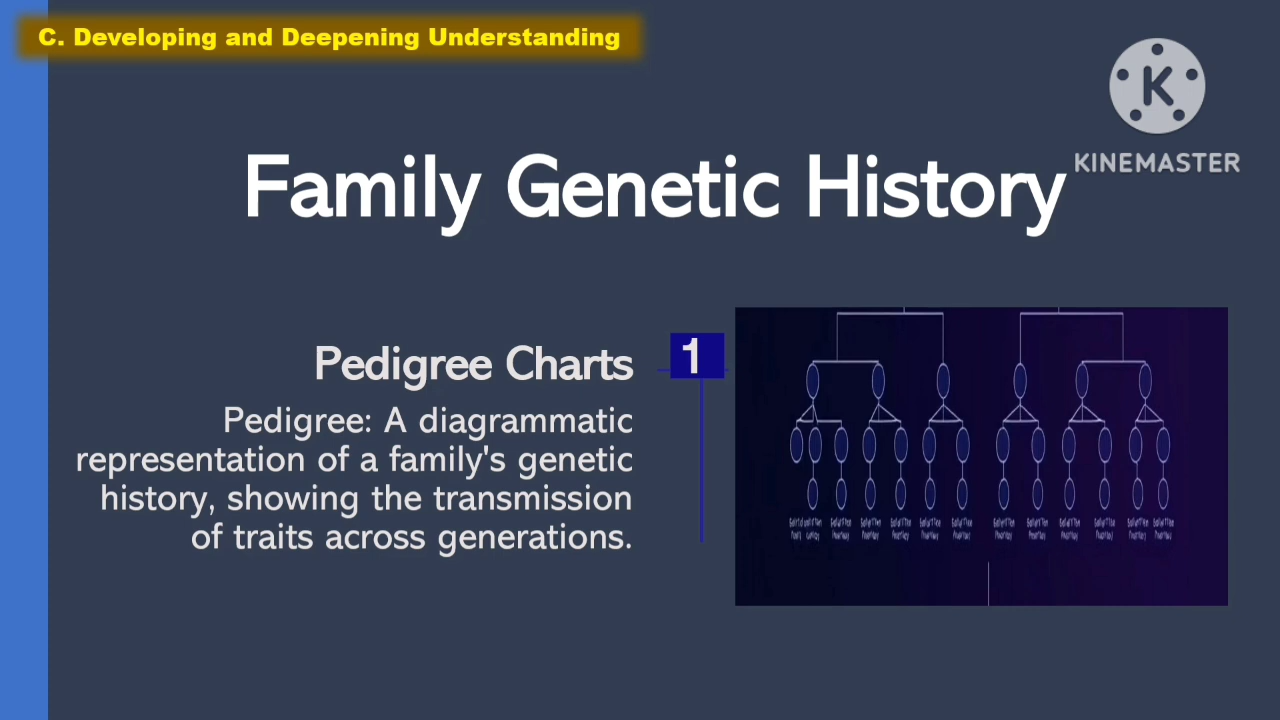 C. Developing and Deepening Understanding
K
KINEMASTER
Family Genetic History
Pedigree Charts
1
Pedigree: A diagrammatic
representation of a family's genetic
history, showing the transmission
of traits across generations.